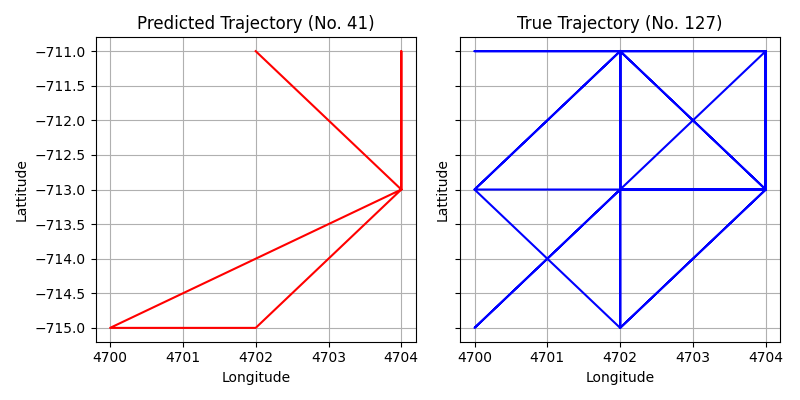 Predicted Trajectory (No. 41)
True Trajectory (No. 127)
−711.0
−711.5
−712.0
−712.5
−713.0
−713.5
−714.0
−714.5
−715.0
Lattitude
Lattitude
4700 4701 4702 4703 4704
4700 4701 4702 4703 4704
Longitude
Longitude